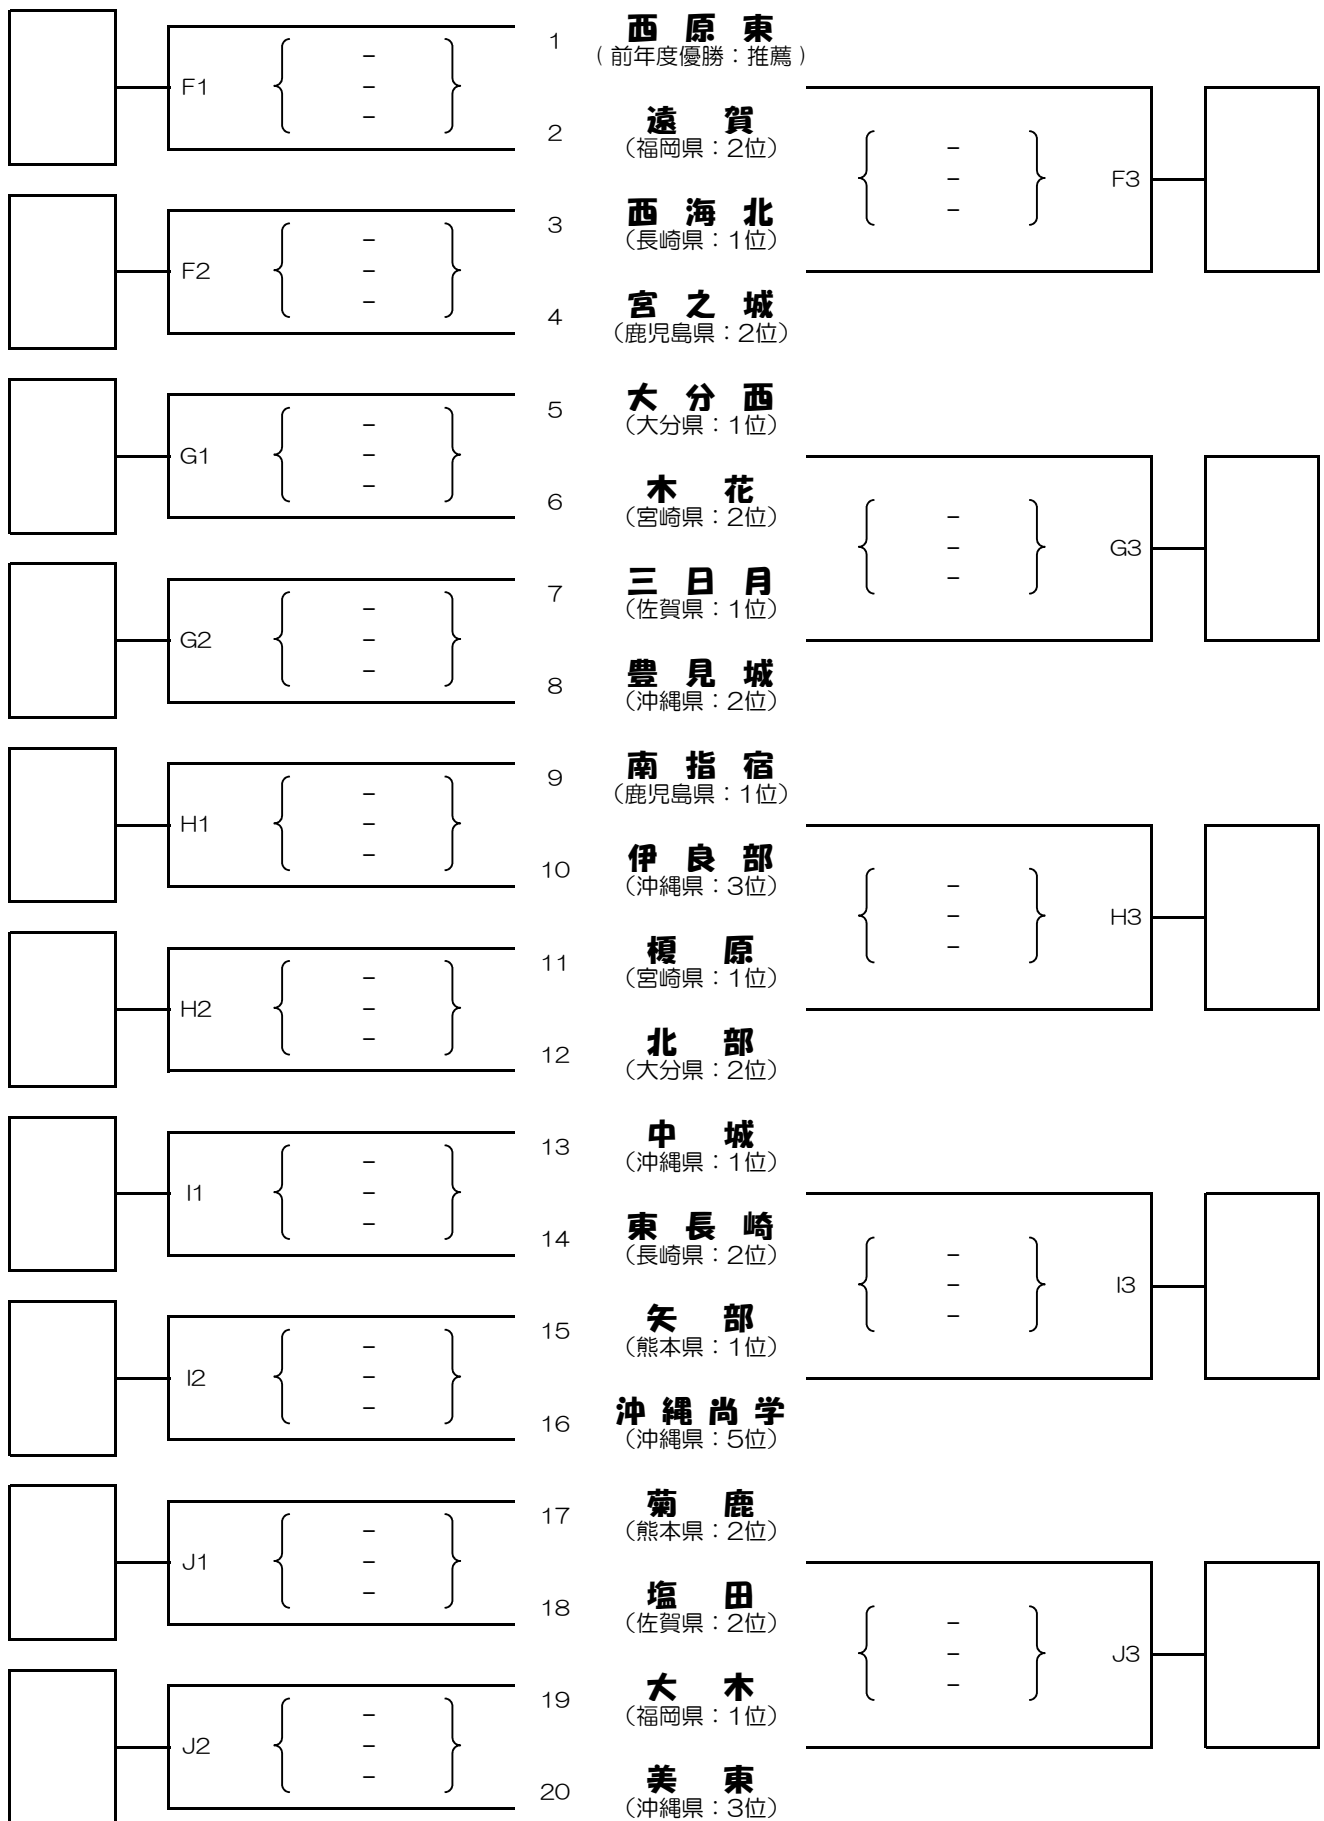 1 西原東
(前年度優勝：推薦)
F1 - - -
2 遠賀
(福岡県：2位)
- - - F3
3 西海北
(長崎県：1位)
F2 - - -
4 宮之城
(鹿児島県：2位)
5 大分西
(大分県：1位)
G1 - - -
6 木花
(宮崎県：2位)
- - - G3
7 三日月
(佐賀県：1位)
G2 - - -
8 豊見城
(沖縄県：2位)
9 南指宿
(鹿児島県：1位)
H1 - - -
10 伊良部
(沖縄県：3位)
- - - H3
11 榎原
(宮崎県：1位)
H2 - - -
12 北部
(大分県：2位)
13 中城
(沖縄県：1位)
I1 - - -
14 東長崎
(長崎県：2位)
- - - I3
15 矢部
(熊本県：1位)
I2 - - -
16 沖縄尚学
(沖縄県：5位)
17 菊鹿
(熊本県：2位)
J1 - - -
18 塩田
(佐賀県：2位)
- - - J3
19 大木
(福岡県：1位)
J2 - - -
20 美東
(沖縄県：3位)